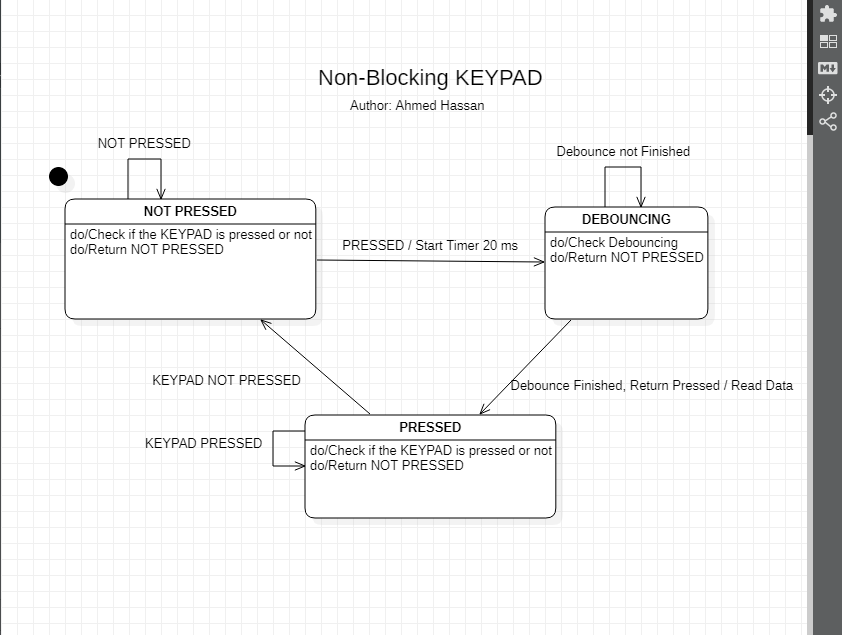 Non-Blocking KEYPAD
Author: Ahmed Hassan
NOT PRESSED
Debounce not Finished
NOT PRESSED
do/Check if the KEYPAD is pressed or not
do/Return NOT PRESSED
PRESSED / Start Timer 20 ms
DEBOUNCING
do/Check Debouncing
do/Return NOT PRESSED
KEYPAD NOT PRESSED
Debounce Finished, Return Pressed / Read Data
KEYPAD PRESSED
PRESSED
do/Check if the KEYPAD is pressed or not
do/Return NOT PRESSED
M